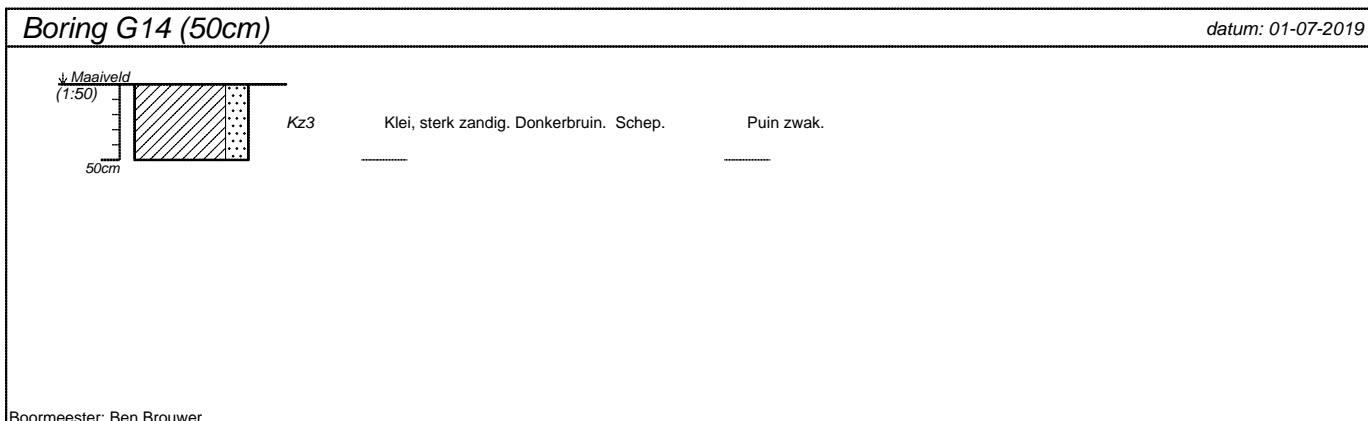 Boring G14 (50cm) datum: 01-07-2019
Maaiveld
(1:50)
Kz3 Klei, sterk zandig. Donkerbruin. Schep. Puin zwak.
50cm
Boormeester: Ben Brouwer